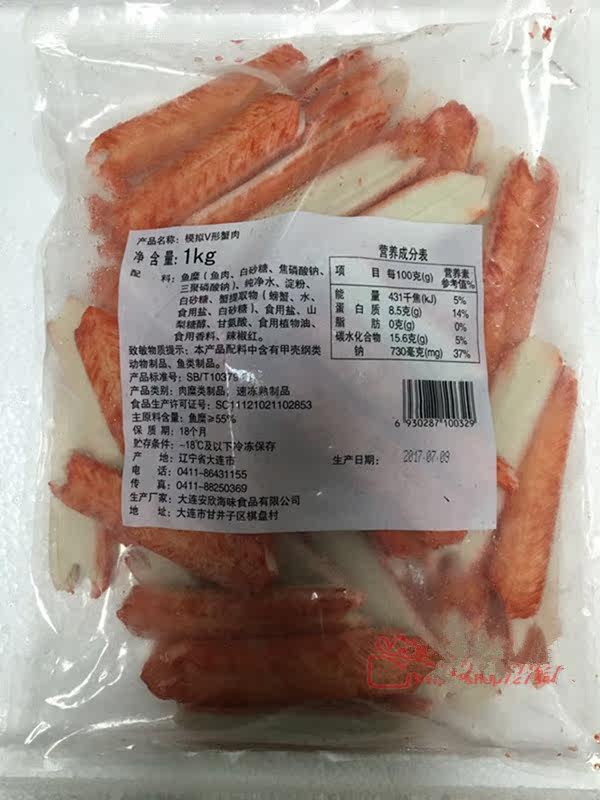 产品名称: 模拟V形蟹肉
净 含量: 1kg
配 料: 鱼糜 (鱼肉、白砂糖、焦磷酸钠、
三聚磷酸钠)、纯净水、淀粉、
白砂糖、蟹提取物 (螃蟹、水、
食用盐、白砂糖)、食用盐、山
梨糖醇、甘氨酸、食用植物油、
食用香料、辣椒红。
致敏物质提示: 本产品配料中含有甲壳纲类
动物制品、鱼类制品。
产品标准号: SB/T10379
产品类别: 肉糜类制品, 速冻熟制品
食品生产许可证号: SC11121021102853
主原料含量: 鱼糜≥55%
保 质 期: 18个月
贮存条件: -18℃及以下冷冻保存
产 地: 辽宁省大连市
电 话: 0411-86431155
传 真: 0411-88250369
生产厂家: 大连安欣海味食品有限公司
地 址: 大连市甘井子区棋盘村
营养成分表
项 目 每100克(g) 营养素参考值%
能 量 431千焦(kJ) 5%
蛋 白 质 8.5克(g) 14%
脂 肪 0克(g) 0%
碳水化合物 15.6克(g) 5%
钠 730毫克(mg) 37%
6 930287 100329
生产日期: 2017-07-09